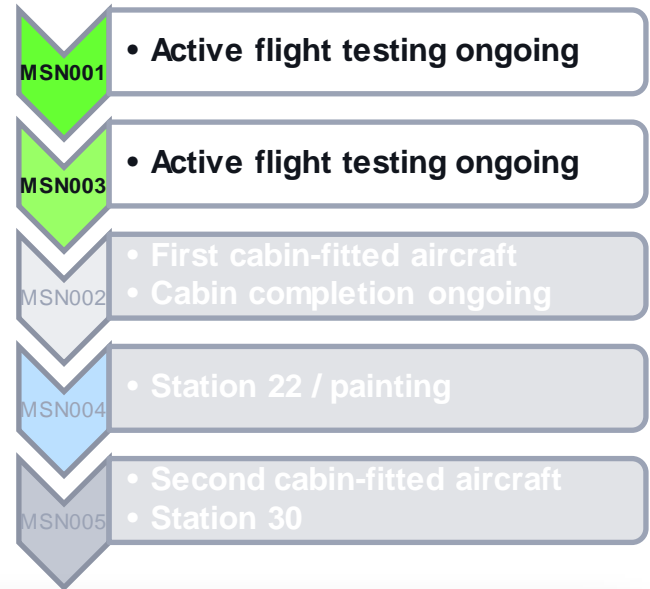 MSN001
• Active flight testing ongoing
MSN003
• Active flight testing ongoing
MSN002
• First cabin-fitted aircraft
• Cabin completion ongoing
MSN004
• Station 22 / painting
MSN005
• Second cabin-fitted aircraft
• Station 30